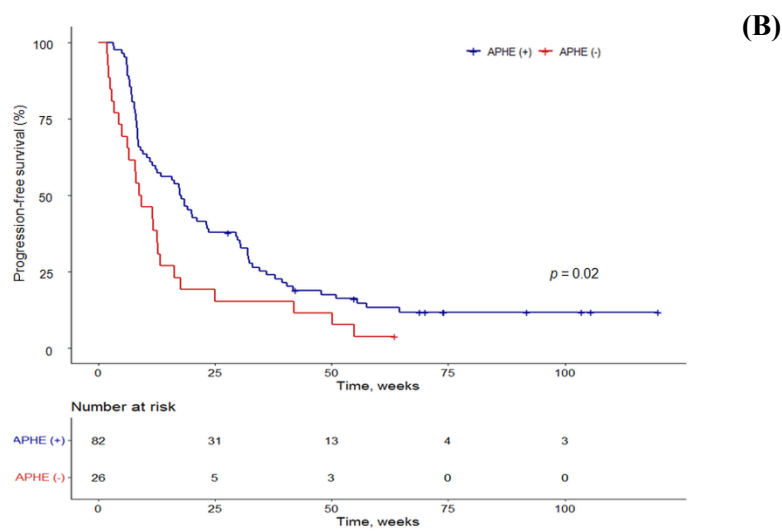 (B)
APHE (+) APHE (-)
Progression-free survival (%)
100
75
50
25
0
p = 0.02
0 25 50 75 100
Time, weeks
Number at risk
APHE (+) 82 31 13 4 3
APHE (-) 26 5 3 0 0
0 25 50 75 100
Time, weeks